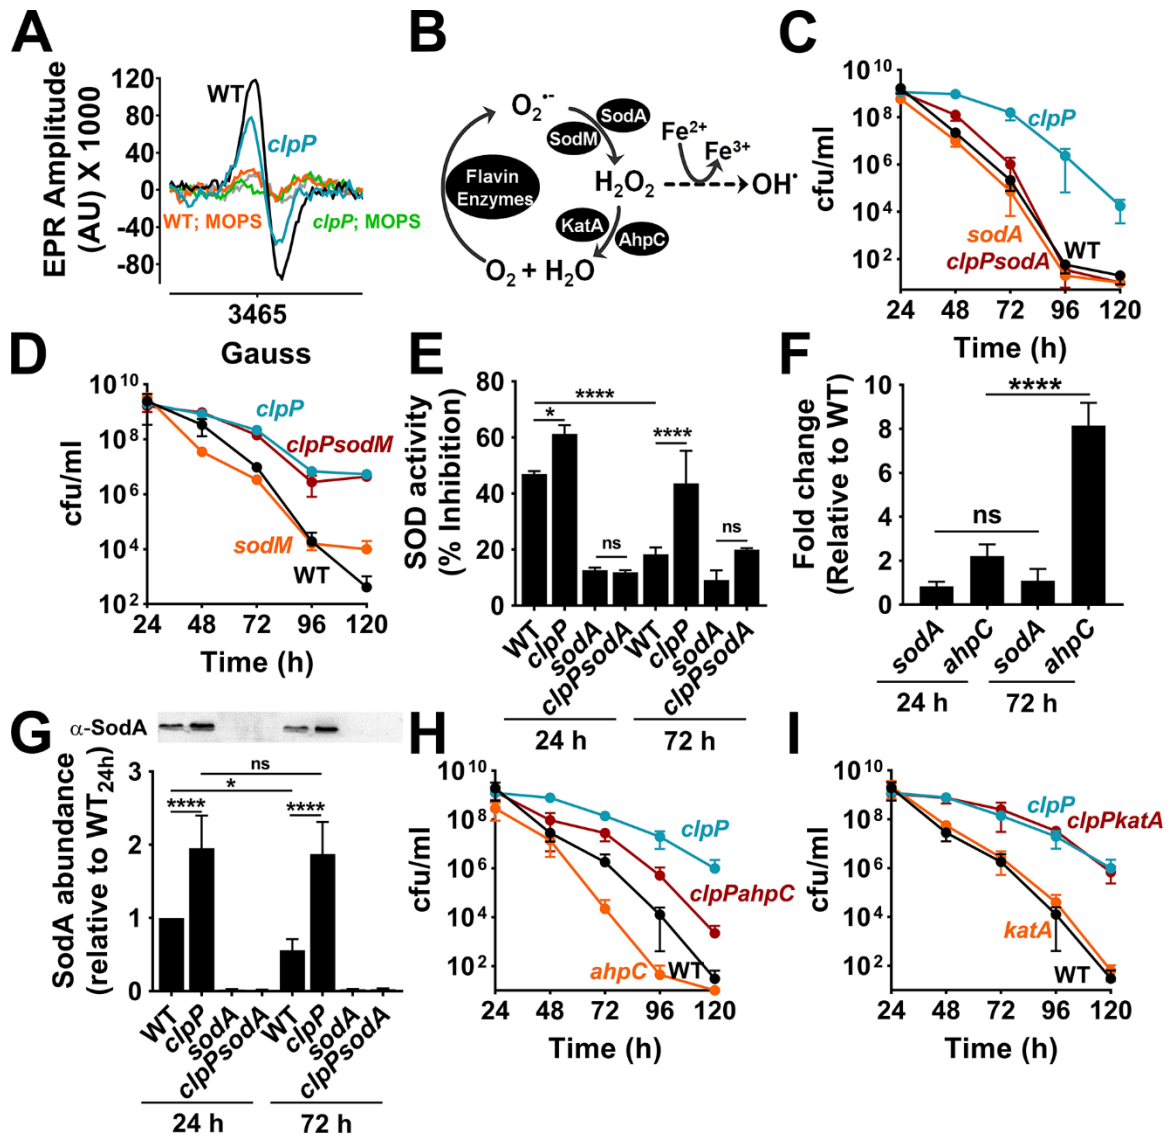 A
EPR Amplitude
(AU) X 1000
120
80
40
0
-40
-80
WT
clpP
WT; MOPS
clpP; MOPS
3465
Gauss
B
O2•-
SodA
SodM
Fe2+
Fe3+
Flavin
Enzymes
H2O2
OH•
KatA
AhpC
O2 + H2O
C
cfu/ml
10^10
10^8
10^6
10^4
10^2
clpP
sodA
clpPsodA
WT
24 48 72 96 120
Time (h)
D
cfu/ml
10^10
10^8
10^6
10^4
10^2
clpP
clpPsodM
sodM
WT
24 48 72 96 120
Time (h)
E
SOD activity
(% Inhibition)
80
60
40
20
0
****
*
****
ns
ns
WT clpP sodA clpPsodA WT clpP sodA clpPsodA
24 h 72 h
F
Fold change
(Relative to WT)
10
8
6
4
2
0
****
ns
sodA ahpC sodA ahpC
24 h 72 h
G
α-SodA
SodA abundance
(relative to WT24h)
3
2
1
0
ns
*
**** ****
WT clpP sodA clpPsodA WT clpP sodA clpPsodA
24 h 72 h
H
cfu/ml
10^10
10^8
10^6
10^4
10^2
clpP
clpPahpC
ahpC
WT
24 48 72 96 120
Time (h)
I
cfu/ml
10^10
10^8
10^6
10^4
10^2
clpP
clpPkatA
katA
WT
24 48 72 96 120
Time (h)